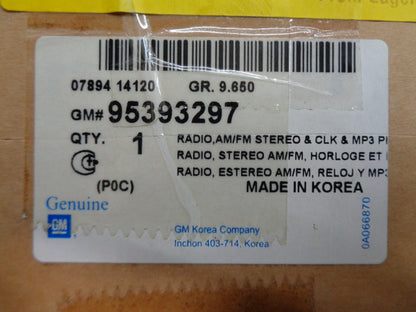 07894 14120 GR. 9.650
GM# 95393297
QTY. 1 RADIO, AM/FM STEREO & CLK & MP3
RADIO, STEREO AM/FM, HORLOGE ET
RADIO, ESTEREO AM/FM, RELOJ Y MP3
(P0C) MADE IN KOREA
Genuine
GM
GM Korea Company
Inchon 403-714, Korea
0A066870